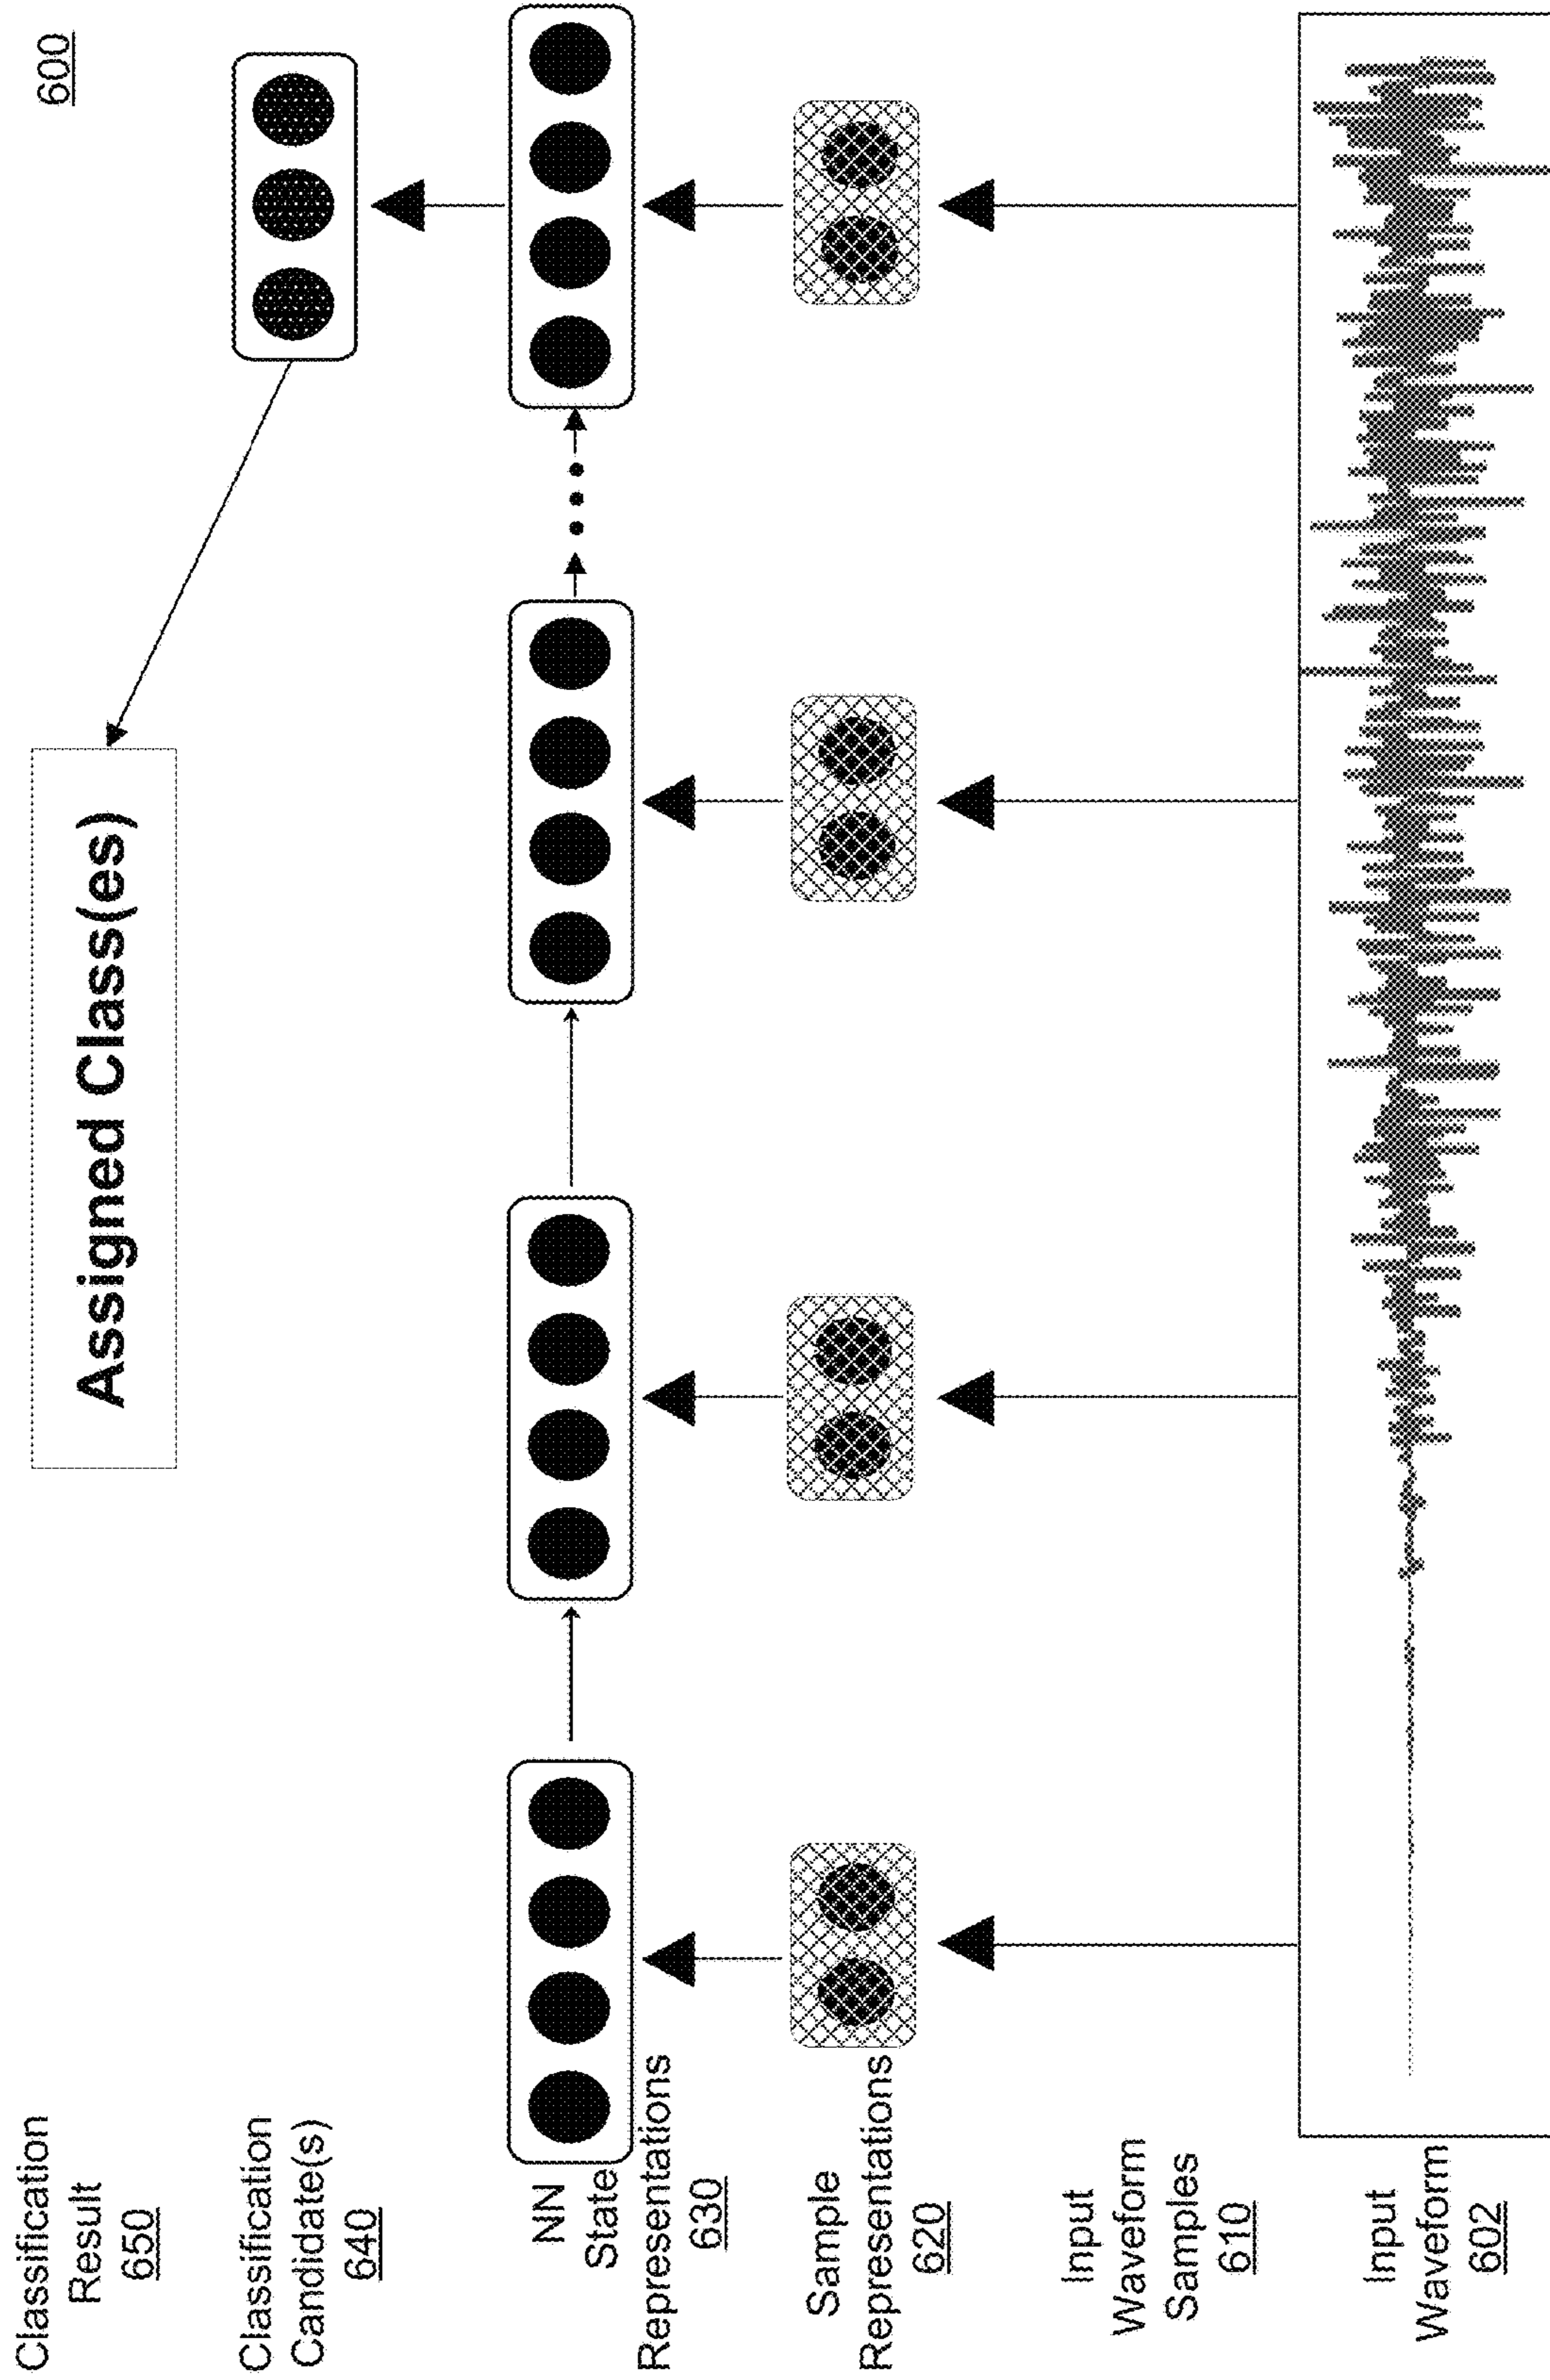 600
Classification
Result
650
Assigned Class(es)
Classification
Candidate(s)
640
NN
State
Representations
630
Sample
Representations
620
Input
Waveform
Samples
610
Input
Waveform
602